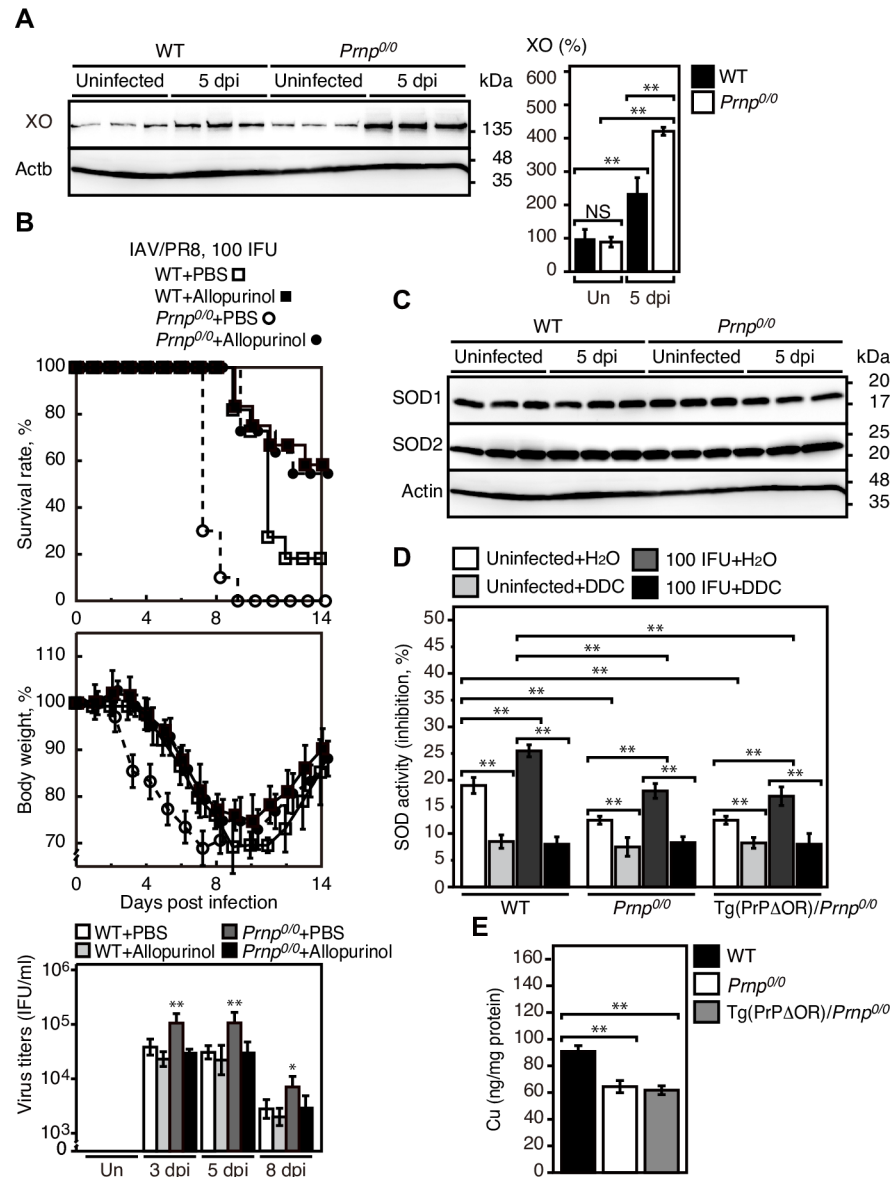 A
WT Prnp0/0
Uninfected 5 dpi Uninfected 5 dpi kDa
XO 135
Actb 48
35
XO (%)
600
500
400
300
200
100
0
** ** ** NS
WT
Prnp0/0
Un 5 dpi
B
IAV/PR8, 100 IFU
WT+PBS
WT+Allopurinol
Prnp0/0+PBS
Prnp0/0+Allopurinol
Survival rate, %
100
80
60
40
20
0
0 4 8 14
Body weight, %
110
100
90
80
70
0 4 8 14
Days post infection
WT+PBS Prnp0/0+PBS
WT+Allopurinol Prnp0/0+Allopurinol
Virus titers (IFU/ml)
10⁶
10⁵
10⁴
10³
0
** ** *
Un 3 dpi 5 dpi 8 dpi
C
WT Prnp0/0
Uninfected 5 dpi Uninfected 5 dpi kDa
SOD1 20
17
SOD2 25
20
Actin 48
35
D
Uninfected+H2O 100 IFU+H2O
Uninfected+DDC 100 IFU+DDC
SOD activity (inhibition, %)
50
45
40
35
30
25
20
15
10
5
0
**
**
**
**
** ** ** **
** ** ** ** **
WT Prnp0/0 Tg(PrPΔOR)/Prnp0/0
E
Cu (ng/mg protein)
160
140
120
100
80
60
40
20
0
**
**
WT
Prnp0/0
Tg(PrPΔOR)/Prnp0/0